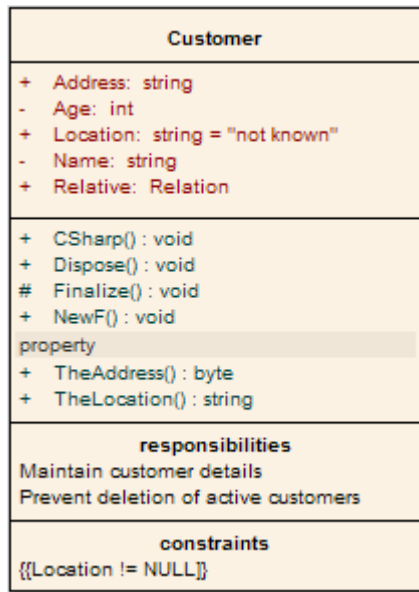 Customer
+ Address: string
- Age: int
+ Location: string = "not known"
- Name: string
+ Relative: Relation
+ CSharp() : void
+ Dispose() : void
# Finalize() : void
+ NewF() : void
property
+ TheAddress() : byte
+ TheLocation() : string
responsibilities
Maintain customer details
Prevent deletion of active customers
constraints
{[Location != NULL]}